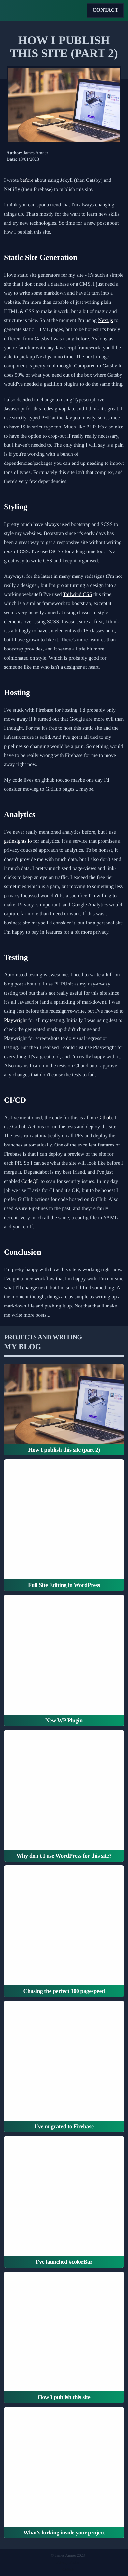 CONTACT
HOW I PUBLISH
THIS SITE (PART 2)
Author: James Auman
Date: 18/01/2023
I wrote before about using Jekyll (then Gatsby) and
Netlify (then Firebase) to publish this site.
I think you can spot a trend that I'm always changing
things up. That's mostly for me that want to learn new skills
and try new technologies. So time for a new post about
how I publish this site.
Static Site Generation
I love static site generators for my site - it's such a simple
site that I don't need a database or a CMS. I just need a
simple way to write and to have it turned into a
template. I'm more than capable of just writing plain
HTML & CSS to make it work, but a lot of that is building
structure is nice. So at the moment I'm using Next.js to
generate static HTML pages, but to be honest it's barely
different from Gatsby I was using before. As long as
you're familiar with any Javascript framework, you'll be
able to pick up Next.js in no time. The next-image
component is pretty cool though. Compared to Gatsby it
does 99% of what you need out of the box where Gatsby
would've needed a gazillion plugins to do the same thing.
I also decided to change to using Typescript over
Javascript for this redesign/update and I think it's great. I
like strictly-typed PHP at the day job mostly, so it's nice
to have JS in strict-type too. Much like PHP, it's also nice
to have the option to drop-out if really needed, but to be
honest that isn't usually necessary. The only thing I will
say is it is a pain if you're working with a bunch of
dependencies/packages you can end up needing to install
more types. Fortunately this site isn't too complex, and
there's very few dependencies.
Styling
I pretty much have always used bootstrap and SCSS to
style my websites. Bootstrap since it's early days has
been a great way to get a responsive site without writing
tons of CSS. I've used SCSS for a long time too, it's a
great way to write CSS and keep it organised.
Anyways, for the latest in many many redesigns (I'm not
really a designer, but I'm pro at turning a design into a
working website!) I've used Tailwind CSS this time,
which is a similar framework to bootstrap, except it
seems very heavily aimed at using classes to style
elements over using SCSS. I wasn't sure at first, I think
it's a bit ugly to have an element with 15 classes on it,
but I have grown to like it. There's more features than
bootstrap provides, and it seems a little bit less
opinionated on style. Which is probably good for
someone like me who isn't a designer at heart.
Hosting
I've stuck with Firebase for hosting. I'd probably only
move away if it turned out that Google are more evil than I
thought. For me it is free to host this site and test out
their infrastructure is cool. And I've built my deployment
pipelines so changing would be a pain. Something would
have to be really wrong with Firebase for me to move
away right now.
My code lives on github too, so maybe one day I'd
consider moving to GitHub pages... maybe.
Analytics
I've never really mentioned analytics before, but I use
getinsights.io for analytics. It's a service that promises a
privacy-focused approach to analytics. To be honest, it
doesn't provide me with much data, but I also don't need
it much data. I pretty much need page-views and link-
clicks to keep an eye on traffic. I moved the free tier
numbers which is a pain, but moving to something less
privacy focused wouldn't be a sacrifice I'm willing to
make. Privacy is important, and Google Analytics would
capture far more data than I need or want. If this was a
business site maybe I'd consider it, but for a personal site
I'm happy to pay to features for a bit more privacy.
Testing
Automated testing is awesome. I need to write a full-on
blog post about testing it. I use PHPUnit in my day-to-day
testing world but that's not really useful for this site since
it's all Javascript (and a sprinkling of markdown). I was
using jest before this redesign/re-write, but I've moved to
Playwright for all my testing. Initially it was just a tool to
check the generated markup didn't change and
Playwright for screenshots to do visual regression
testing. But then I found I could just use Playwright for
everything. It's a great tool, and I'm really happy with it.
Also means I can run the tests on CI and auto-approve
any changes that don't cause the tests to fail.
CI/CD
As I've mentioned, the code for this is all on Github. I
use Github Actions to run my tests and deploy the site.
The tests run automatically on all PRs and deploy the
launches automatically. One of the excellent features of
Firebase is that I can deploy a preview of the site for
each PR. So I can see what the site will look like before I
merge it. Dependabot is my best friend, and I've just
enabled CodeQL to scan for security issues. In my day
job we use Travis for CI and it's OK, but to be honest I
prefer Github Actions for code hosted on GitHub. Also
used Azure Pipelines in the past, and they're fairly
decent. Very much all the same, a config file in YAML
and you're off.
Conclusion
I'm pretty happy with how this site is working right now.
I've got a nice workflow that I'm happy with. I'm not sure
what I'll change next, but I'm sure I'll find something. At
the moment though, things are as simple as writing up a
markdown file and pushing it up. Not that that'll make
me write more posts...
PROJECTS AND WRITING
MY BLOG
How I publish this site (part 2)
Full Site Editing in WordPress
New WP Plugin
Why don't I use WordPress for this site?
Chasing the perfect 100 pagespeed
I've migrated to Firebase
I've launched #colorBar
How I publish this site
What's lurking inside your project